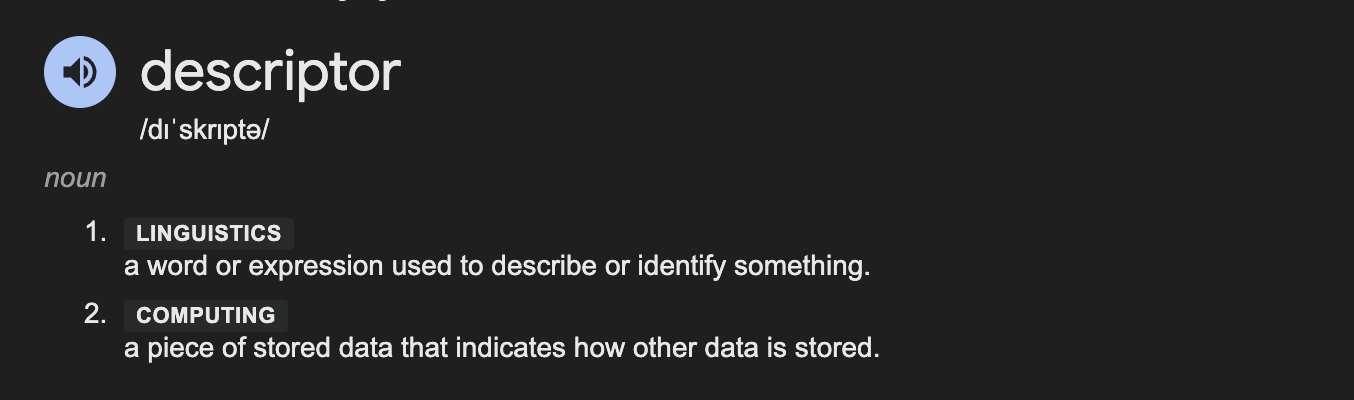 descriptor
/dɪˈskrɪptə/
noun
1. LINGUISTICS
a word or expression used to describe or identify something.
2. COMPUTING
a piece of stored data that indicates how other data is stored.